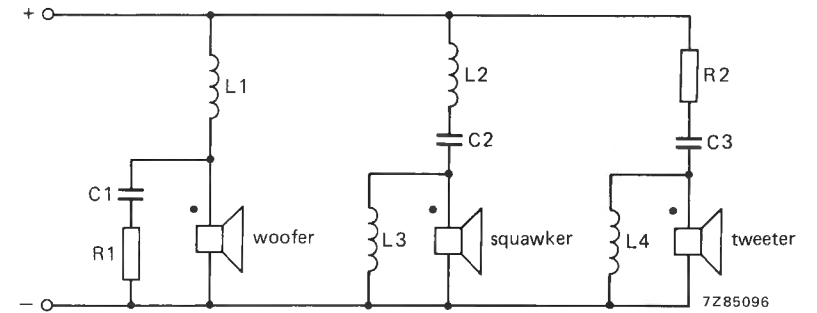 +
L1
L2
R2
C2
C3
C1
R1
woofer
L3
squawker
L4
tweeter
−
7Z85096